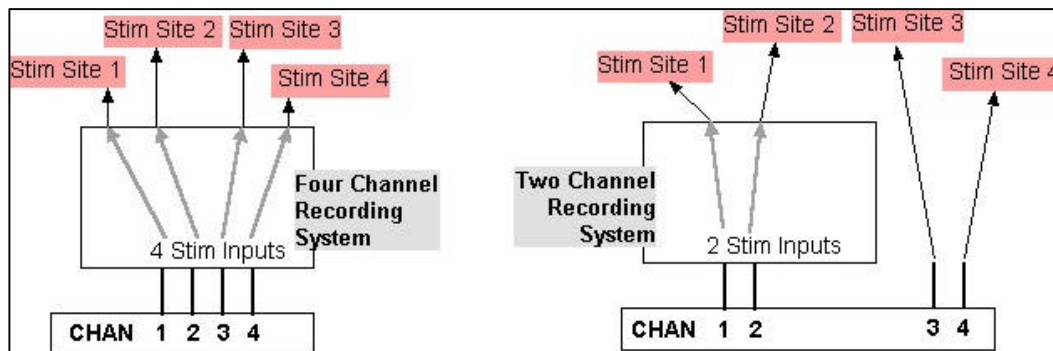 Stim Site 2
Stim Site 3
Stim Site 1
Stim Site 4
Four Channel
Recording
System
4 Stim Inputs
CHAN 1 2 3 4
Stim Site 2
Stim Site 3
Stim Site 1
Stim Site 4
Two Channel
Recording
System
2 Stim Inputs
CHAN 1 2 3 4